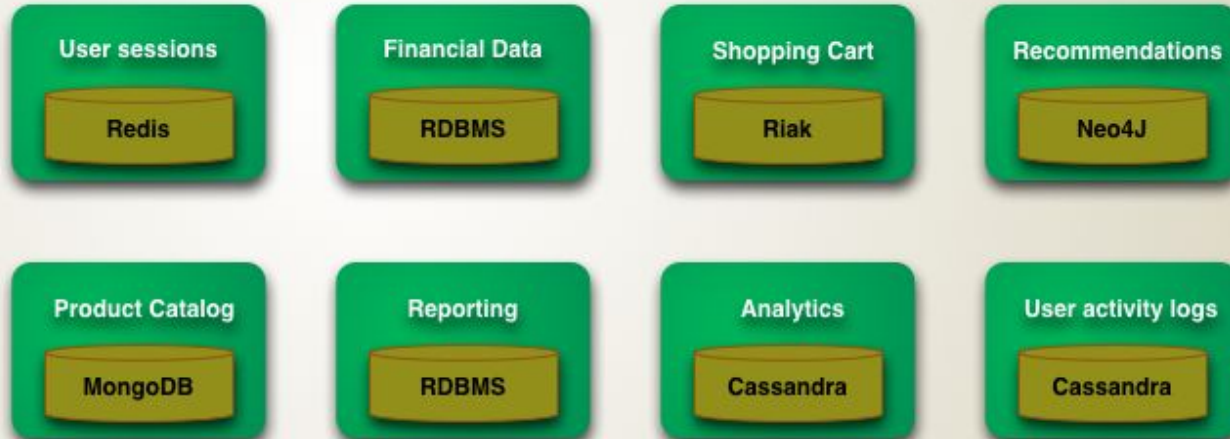 User sessions
Redis
Financial Data
RDBMS
Shopping Cart
Riak
Recommendations
Neo4J
Product Catalog
MongoDB
Reporting
RDBMS
Analytics
Cassandra
User activity logs
Cassandra